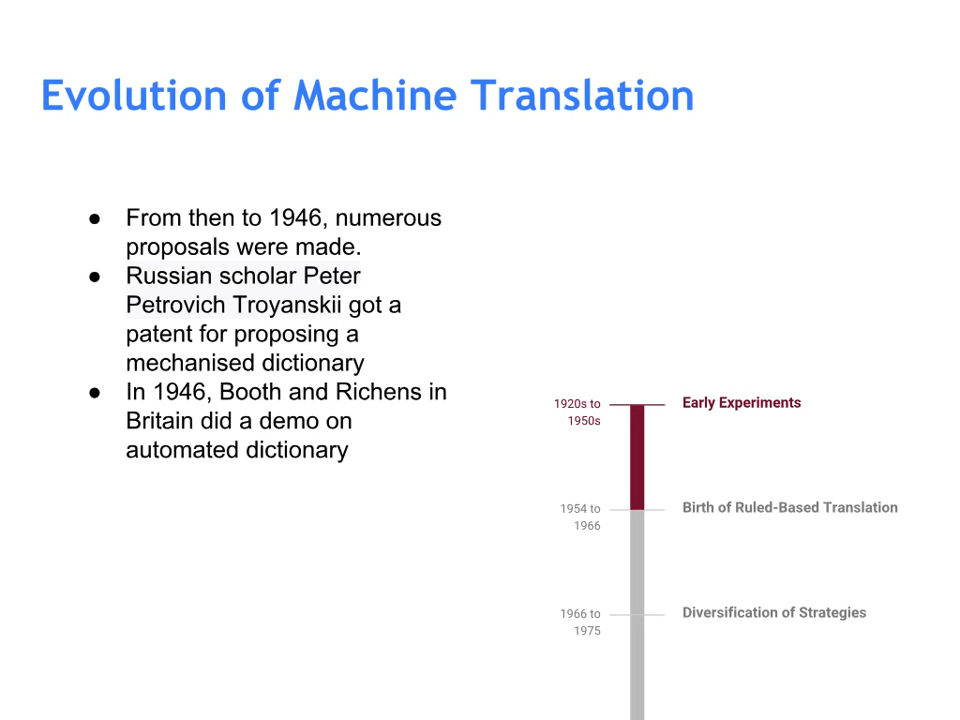 Evolution of Machine Translation
● From then to 1946, numerous
proposals were made.
● Russian scholar Peter
Petrovich Troyanskii got a
patent for proposing a
mechanised dictionary
● In 1946, Booth and Richens in
Britain did a demo on
automated dictionary
1920s to
1950s
Early Experiments
1954 to
1966
Birth of Ruled-Based Translation
1966 to
1975
Diversification of Strategies